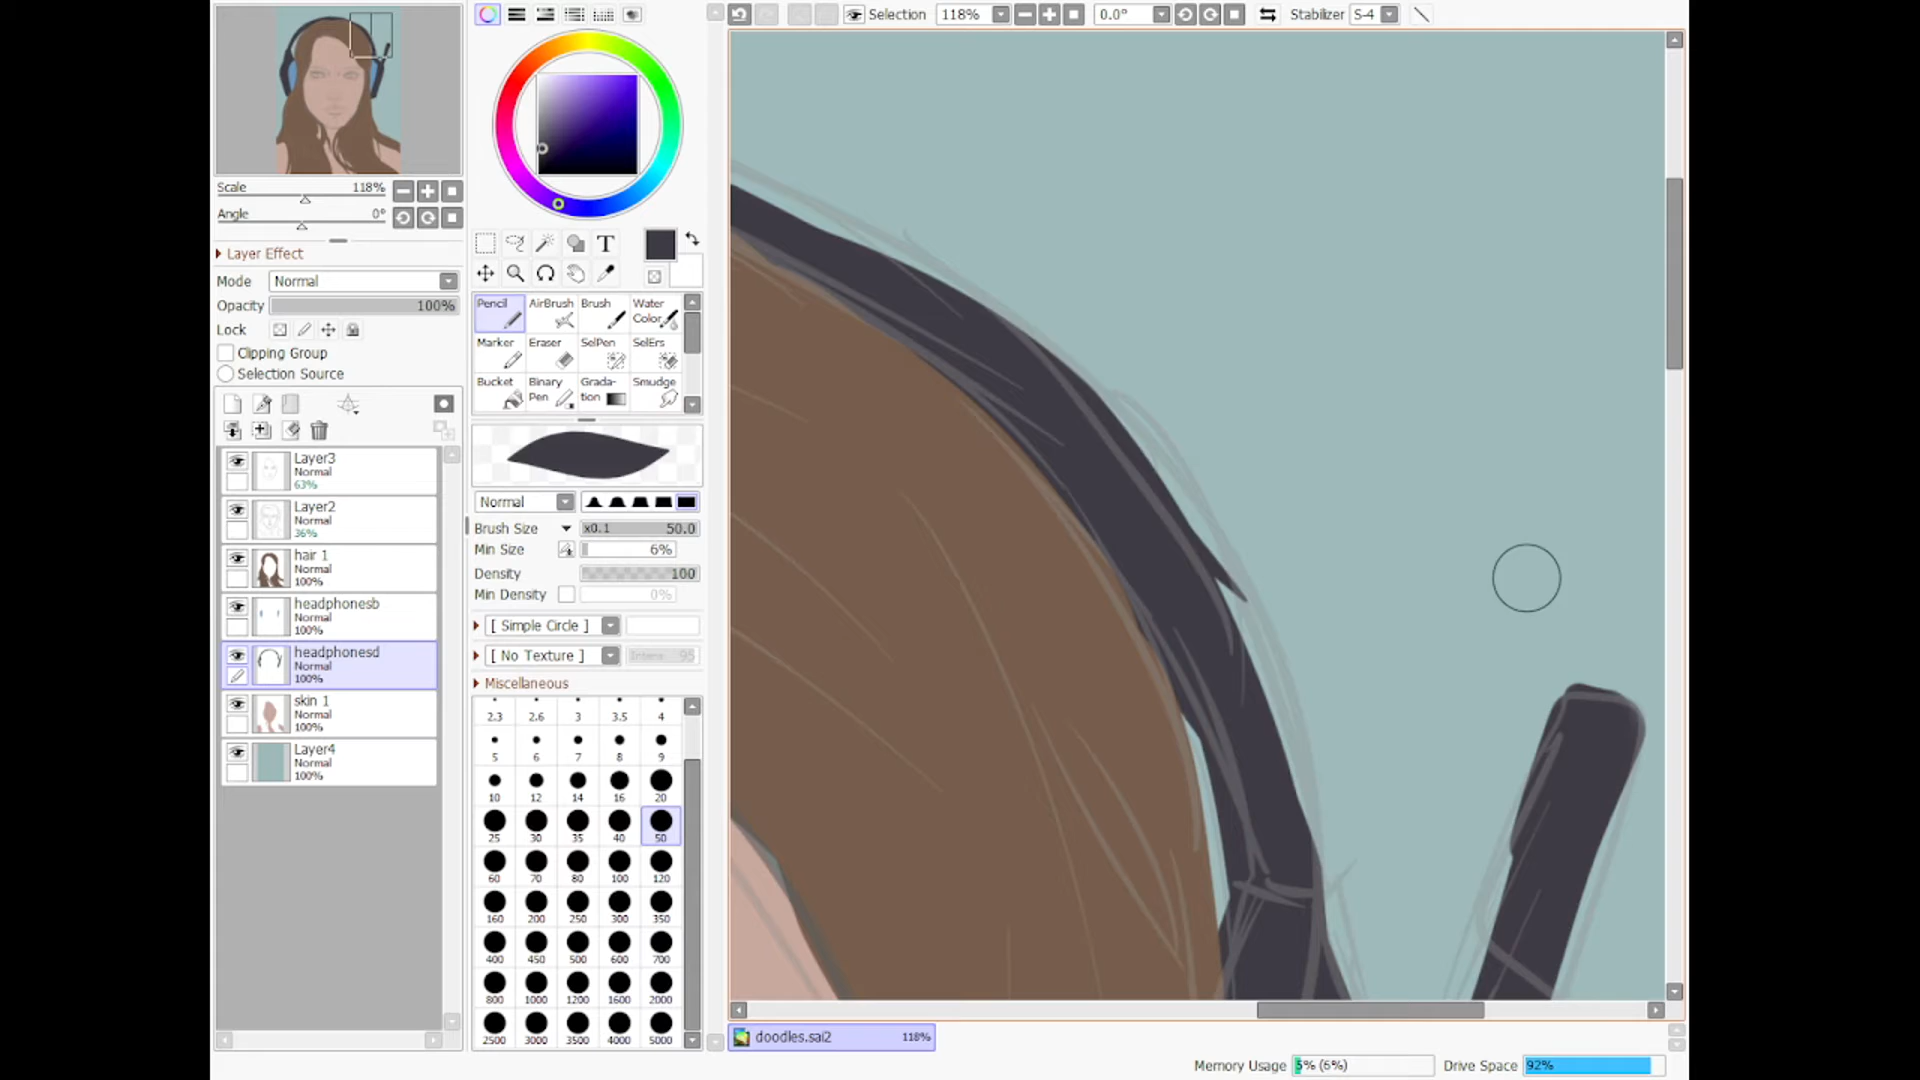 Selection 118% 0.0° Stabilizer S-4
Scale 118%
Angle 0°
Layer Effect
Mode Normal
Opacity 100%
Lock
Clipping Group
Selection Source
Layer3
Normal
63%
Layer2
Normal
36%
hair 1
Normal
100%
headphonesb
Normal
100%
headphonesd
Normal
100%
skin 1
Normal
100%
Layer4
Normal
100%
T
Pencil AirBrush Brush Water
Color
Marker Eraser SelPen SelErs
Bucket Binary Pen Grada-
tion Smudge
Normal
Brush Size x0.1 50.0
Min Size 6%
Density 100
Min Density 0%
[ Simple Circle ]
[ No Texture ] Intens 95
Miscellaneous
2.3 2.6 3 3.5 4
5 6 7 8 9
10 12 14 16 20
25 30 35 40 50
60 70 80 100 120
160 200 250 300 350
400 450 500 600 700
800 1000 1200 1600 2000
2500 3000 3500 4000 5000
doodles.sai2 118%
Memory Usage 5% (6%) Drive Space 92%